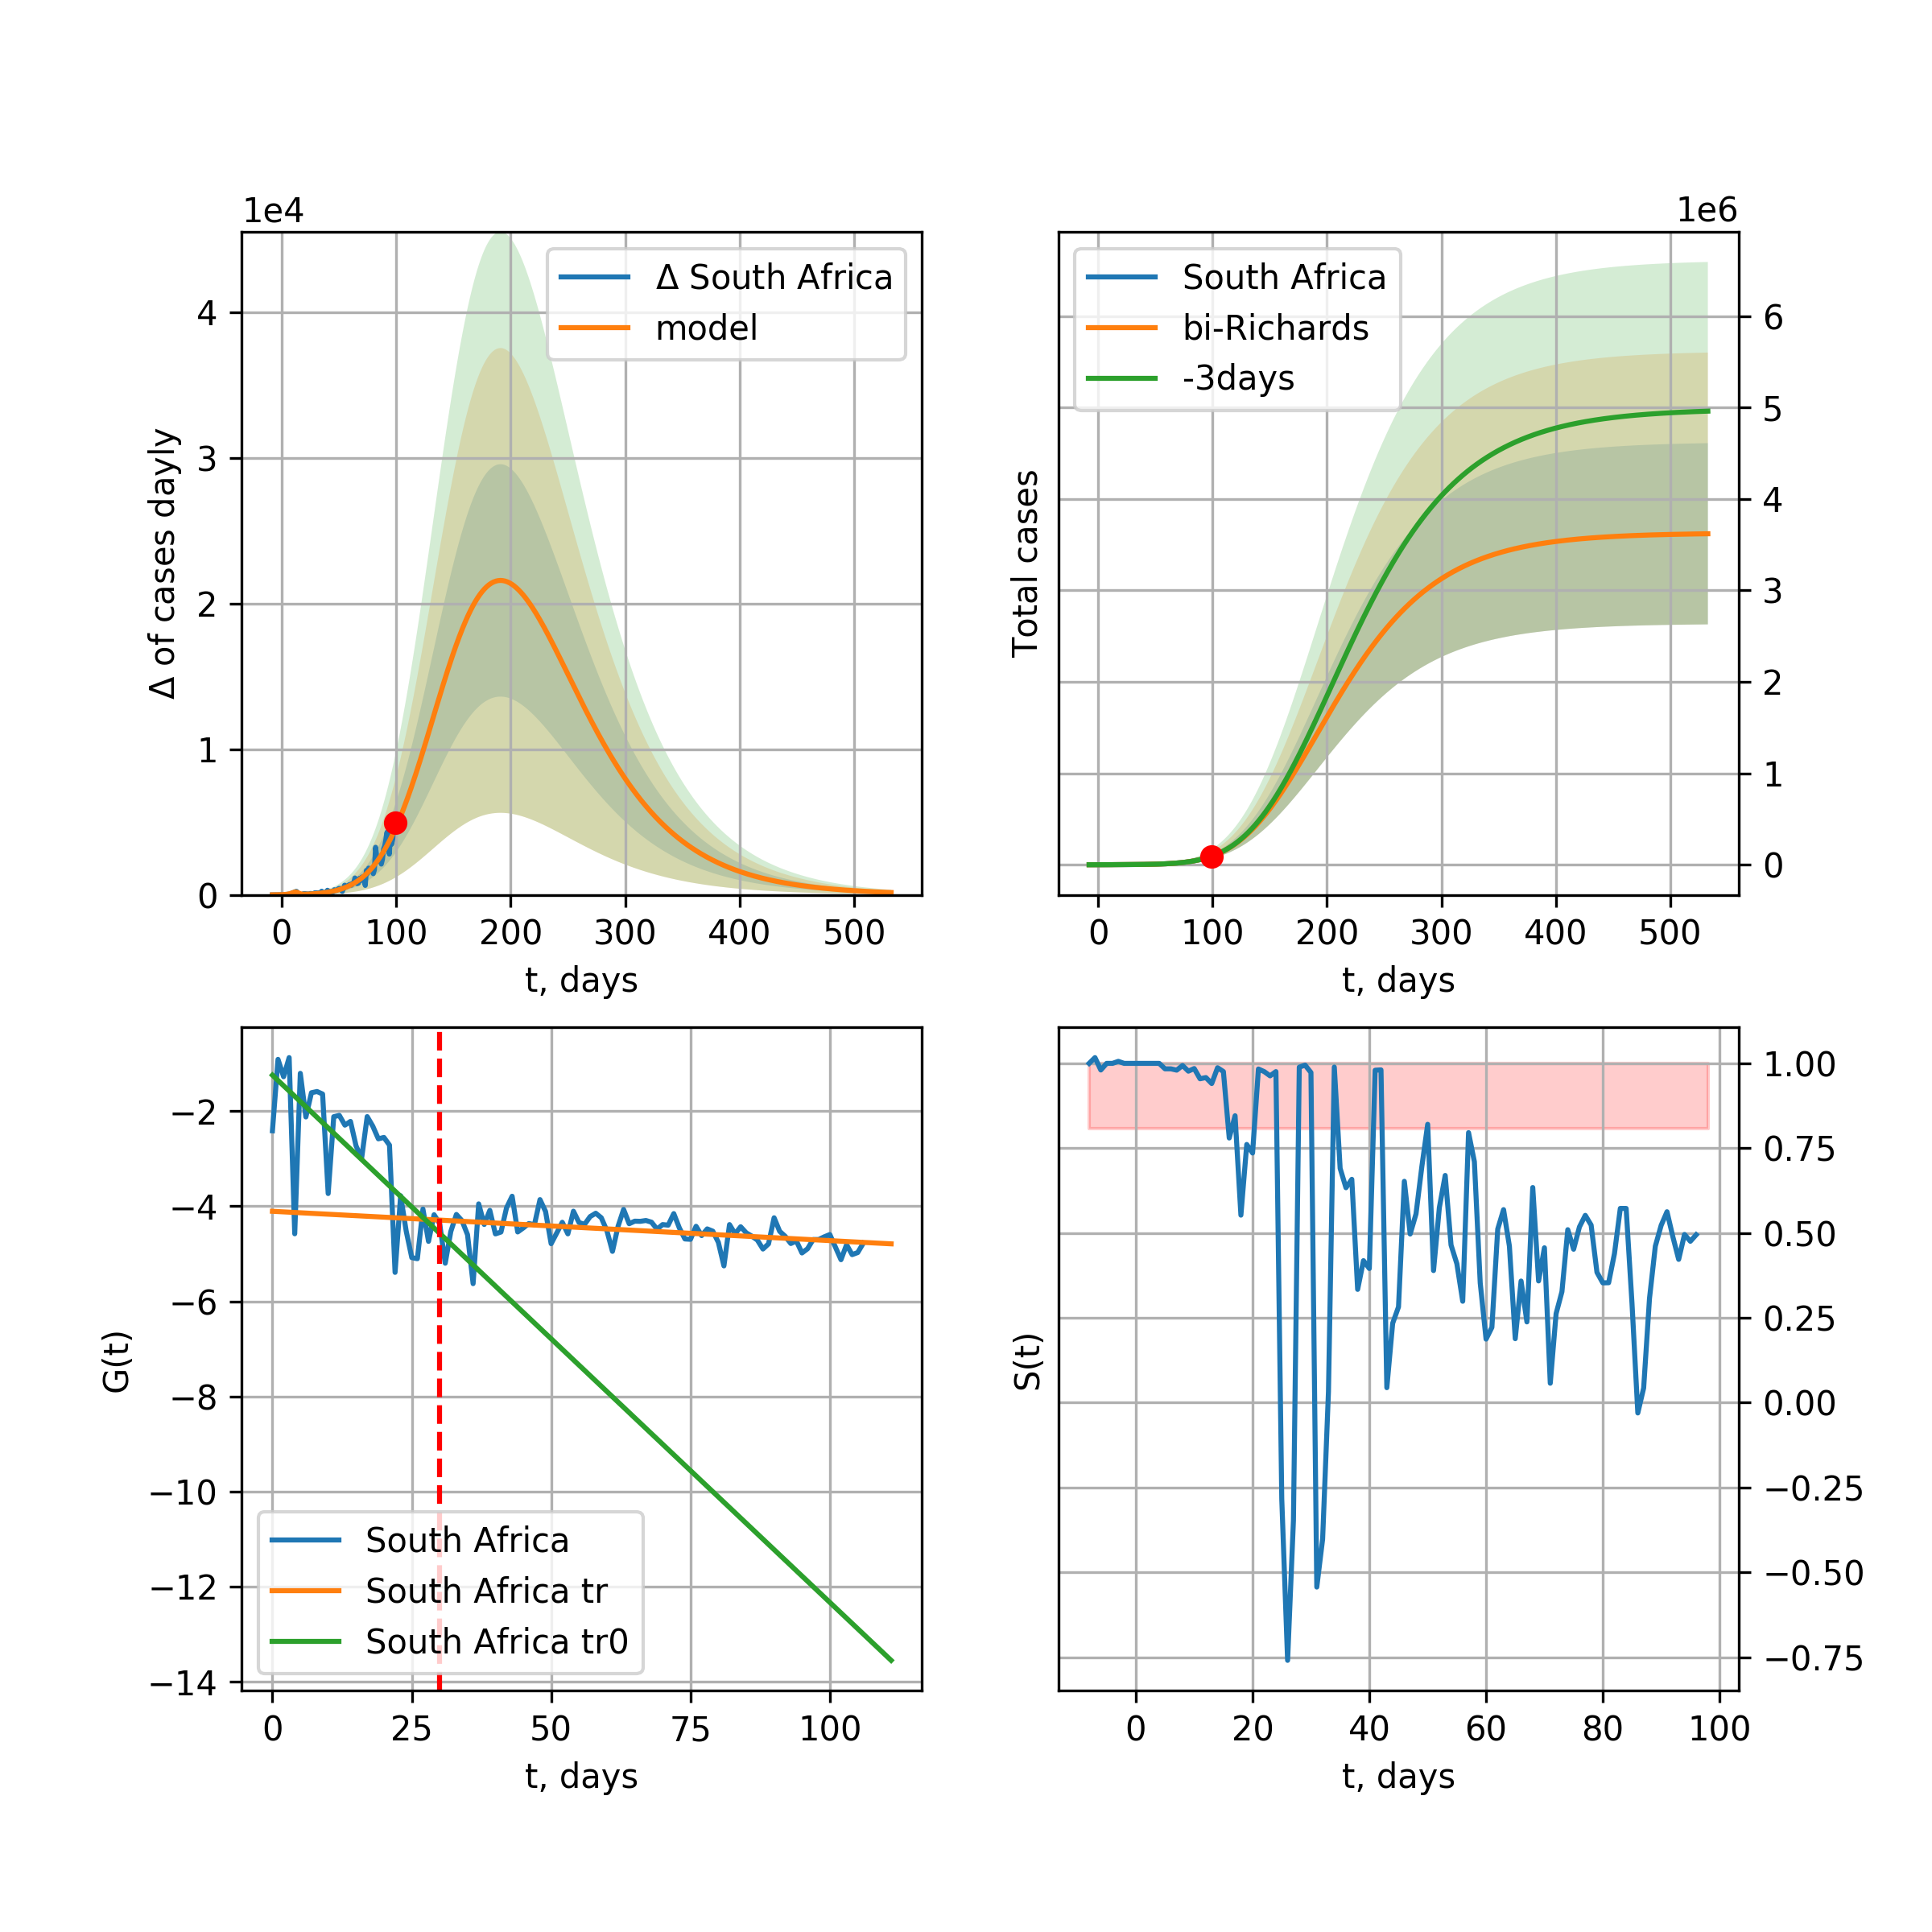 1e4
Δ of cases dayly
4
3
2
1
0
Δ South Africa
model
0 100 200 300 400 500
t, days
1e6
Total cases
South Africa
bi-Richards
-3days
6
5
4
3
2
1
0
0 100 200 300 400 500
t, days
G(t)
−2
−4
−6
−8
−10
−12
−14
South Africa
South Africa tr
South Africa tr0
0 25 50 75 100
t, days
S(t)
1.00
0.75
0.50
0.25
0.00
−0.25
−0.50
−0.75
0 20 40 60 80 100
t, days